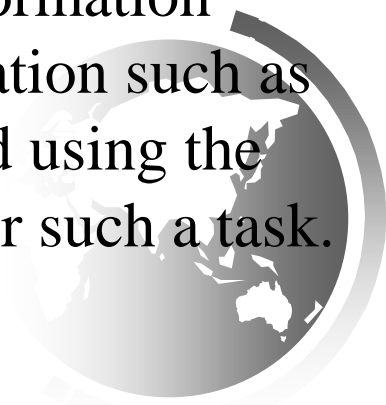 ormation
ation such as
d using the
r such a task.